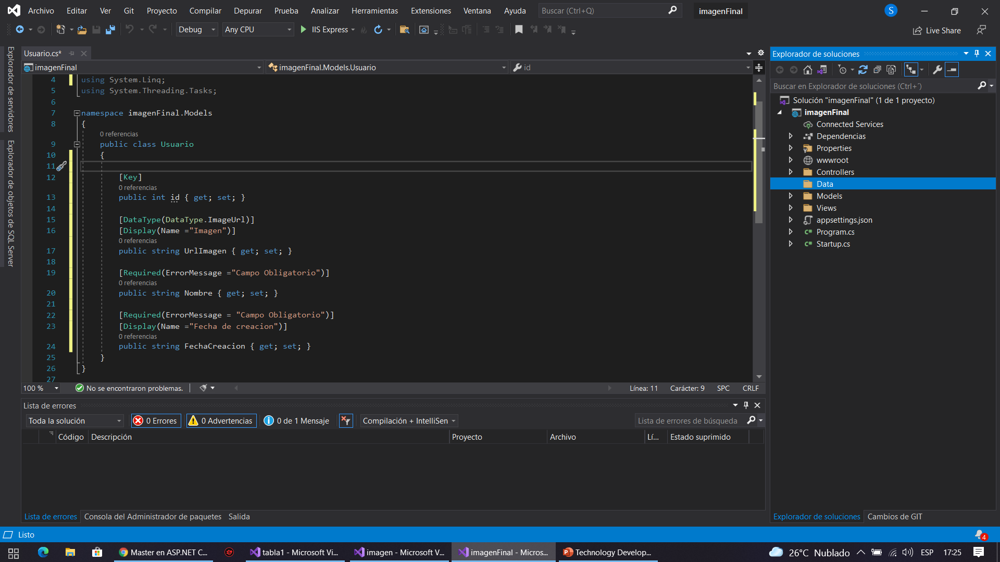 Archivo Editar Ver Git Proyecto Compilar Depurar Prueba Analizar Herramientas Extensiones Ventana Ayuda Buscar (Ctrl+Q) imagenFinal S
Debug Any CPU IIS Express Live Share
Explorador de servidores
Explorador de objetos de SQL Server
Usuario.cs*
imagenFinal imagenFinal.Models.Usuario id
4 using System.Linq;
5 using System.Threading.Tasks;
6
7 namespace imagenFinal.Models
8 {
0 referencias
9 public class Usuario
10 {
11
12 [Key]
0 referencias
13 public int id { get; set; }
14
15 [DataType(DataType.ImageUrl)]
16 [Display(Name ="Imagen")]
0 referencias
17 public string UrlImagen { get; set; }
18
19 [Required(ErrorMessage ="Campo Obligatorio")]
0 referencias
20 public string Nombre { get; set; }
21
22 [Required(ErrorMessage = "Campo Obligatorio")]
23 [Display(Name ="Fecha de creacion")]
0 referencias
24 public string FechaCreacion { get; set; }
25 }
26 }
27
100 % No se encontraron problemas. Línea: 11 Carácter: 9 SPC CRLF
Lista de errores
Toda la solución 0 Errores 0 Advertencias 0 de 1 Mensaje Compilación + IntelliSen Lista de errores de búsqueda
Código Descripción Proyecto Archivo Lí... Estado suprimido
Lista de errores Consola del Administrador de paquetes Salida
Explorador de soluciones
Buscar en Explorador de soluciones (Ctrl+´)
Solución "imagenFinal" (1 de 1 proyecto)
imagenFinal
Connected Services
Dependencias
Properties
wwwroot
Controllers
Data
Models
Views
appsettings.json
C# Program.cs
C# Startup.cs
Explorador de soluciones Cambios de GIT
Listo 4
Master en ASP.NET C... tabla1 - Microsoft Vi... imagen - Microsoft V... imagenFinal - Micros... Technology Develop... 26°C Nublado ESP 17:25